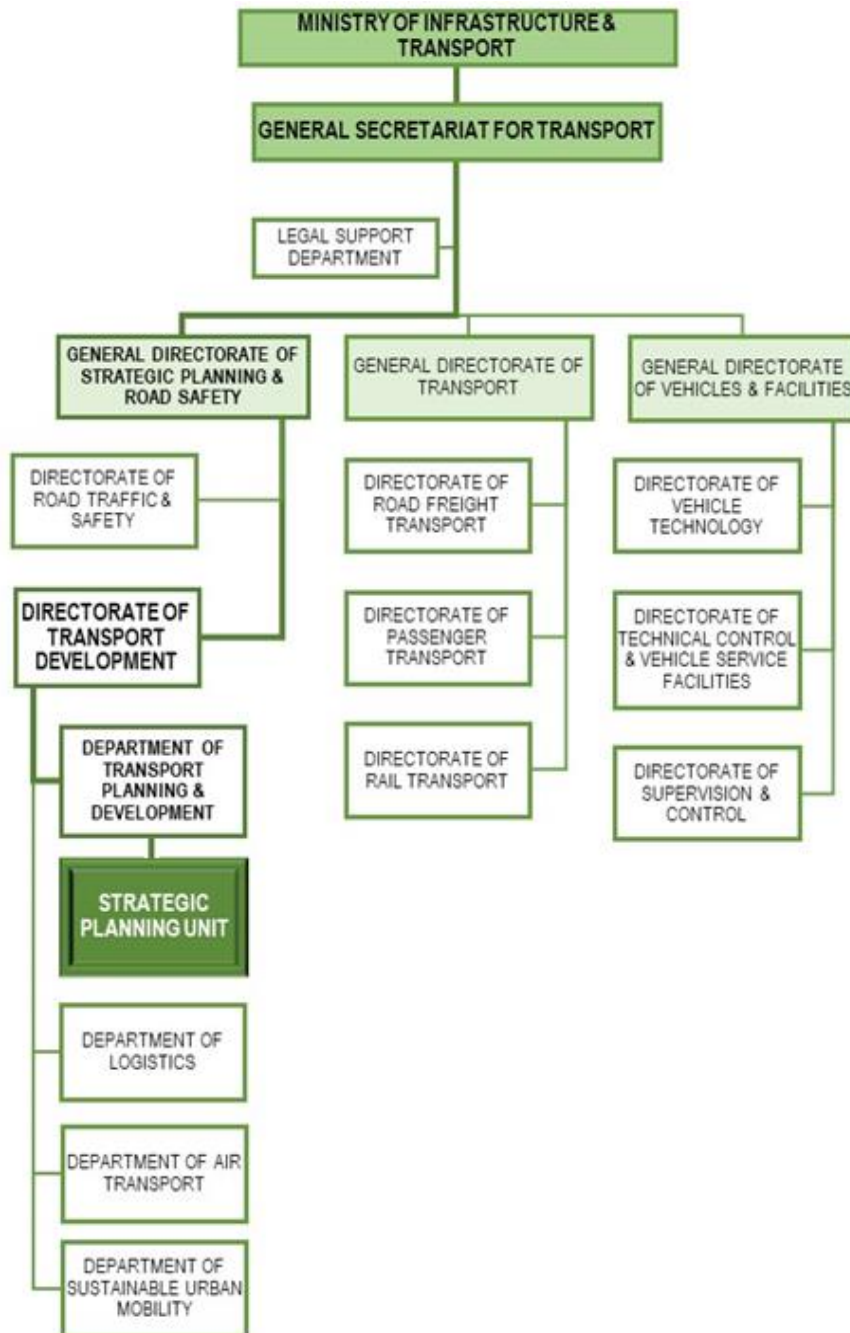 MINISTRY OF INFRASTRUCTURE &
TRANSPORT
GENERAL SECRETARIAT FOR TRANSPORT
LEGAL SUPPORT
DEPARTMENT
GENERAL DIRECTORATE OF
STRATEGIC PLANNING &
ROAD SAFETY
DIRECTORATE OF
ROAD TRAFFIC &
SAFETY
DIRECTORATE OF
TRANSPORT
DEVELOPMENT
DEPARTMENT OF
TRANSPORT
PLANNING &
DEVELOPMENT
STRATEGIC
PLANNING UNIT
DEPARTMENT OF
LOGISTICS
DEPARTMENT OF AIR
TRANSPORT
DEPARTMENT OF
SUSTAINABLE URBAN
MOBILITY
GENERAL DIRECTORATE OF
TRANSPORT
DIRECTORATE OF
ROAD FREIGHT
TRANSPORT
DIRECTORATE OF
PASSENGER
TRANSPORT
DIRECTORATE OF
RAIL TRANSPORT
GENERAL DIRECTORATE
OF VEHICLES & FACILITIES
DIRECTORATE OF
VEHICLE
TECHNOLOGY
DIRECTORATE OF
TECHNICAL CONTROL
& VEHICLE SERVICE
FACILITIES
DIRECTORATE OF
SUPERVISION &
CONTROL